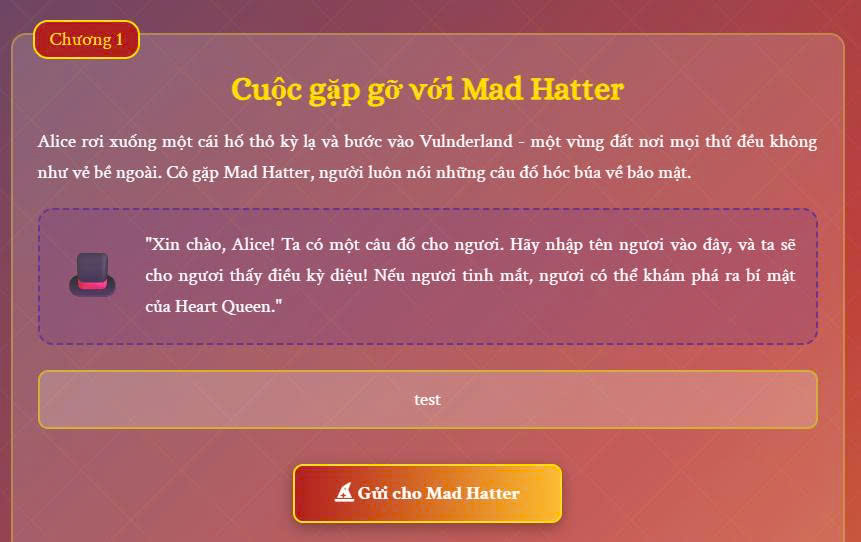 Chương 1
Cuộc gặp gỡ với Mad Hatter
Alice rơi xuống một cái hố thỏ kỳ lạ và bước vào Vulnderland - một vùng đất nơi mọi thứ đều không
như vẻ bề ngoài. Cô gặp Mad Hatter, người luôn nói những câu đố hóc búa về bảo mật.
"Xin chào, Alice! Ta có một câu đố cho ngươi. Hãy nhập tên ngươi vào đây, và ta sẽ
cho ngươi thấy điều kỳ diệu! Nếu ngươi tinh mắt, ngươi có thể khám phá ra bí mật
của Heart Queen."
test
Gửi cho Mad Hatter